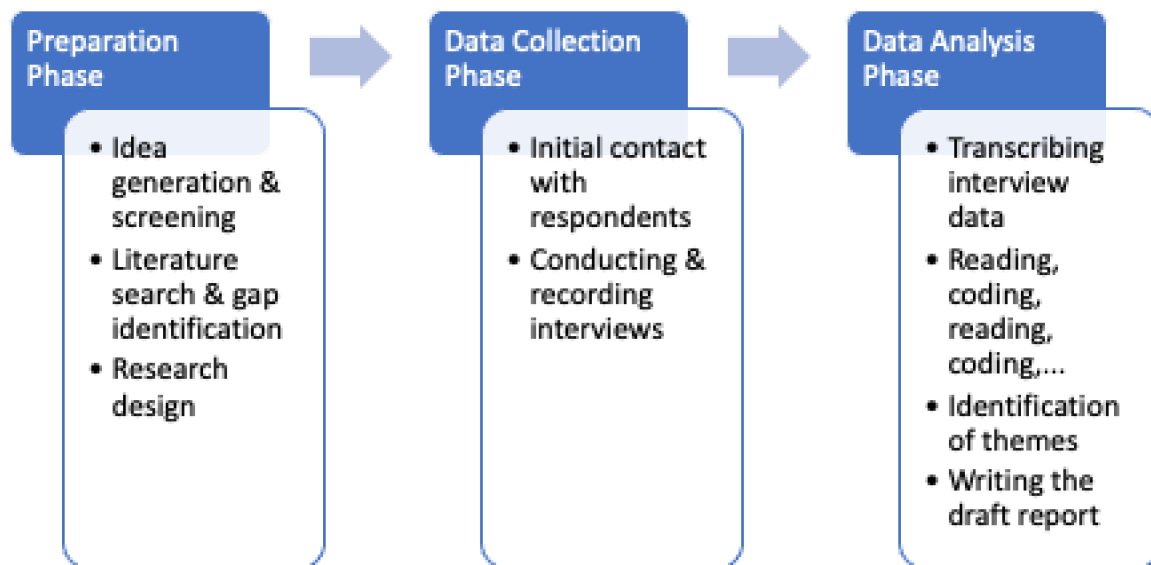 Preparation
Phase
• Idea
generation &
screening
• Literature
search & gap
identification
• Research
design
Data Collection
Phase
• Initial contact
with
respondents
• Conducting &
recording
interviews
Data Analysis
Phase
• Transcribing
interview
data
• Reading,
coding,
reading,
coding,...
• Identification
of themes
• Writing the
draft report